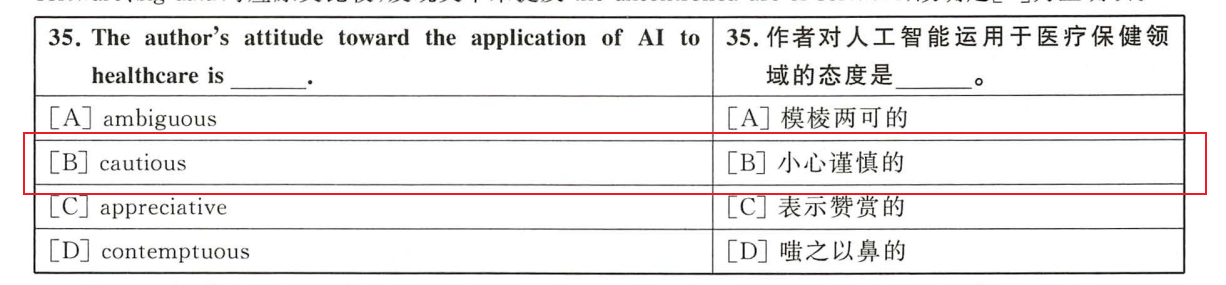 35. The author's attitude toward the application of AI to
healthcare is ______.
35. 作者对人工智能运用于医疗保健领
域的态度是______。
[A] ambiguous
[A] 模棱两可的
[B] cautious
[B] 小心谨慎的
[C] appreciative
[C] 表示赞赏的
[D] contemptuous
[D] 嗤之以鼻的